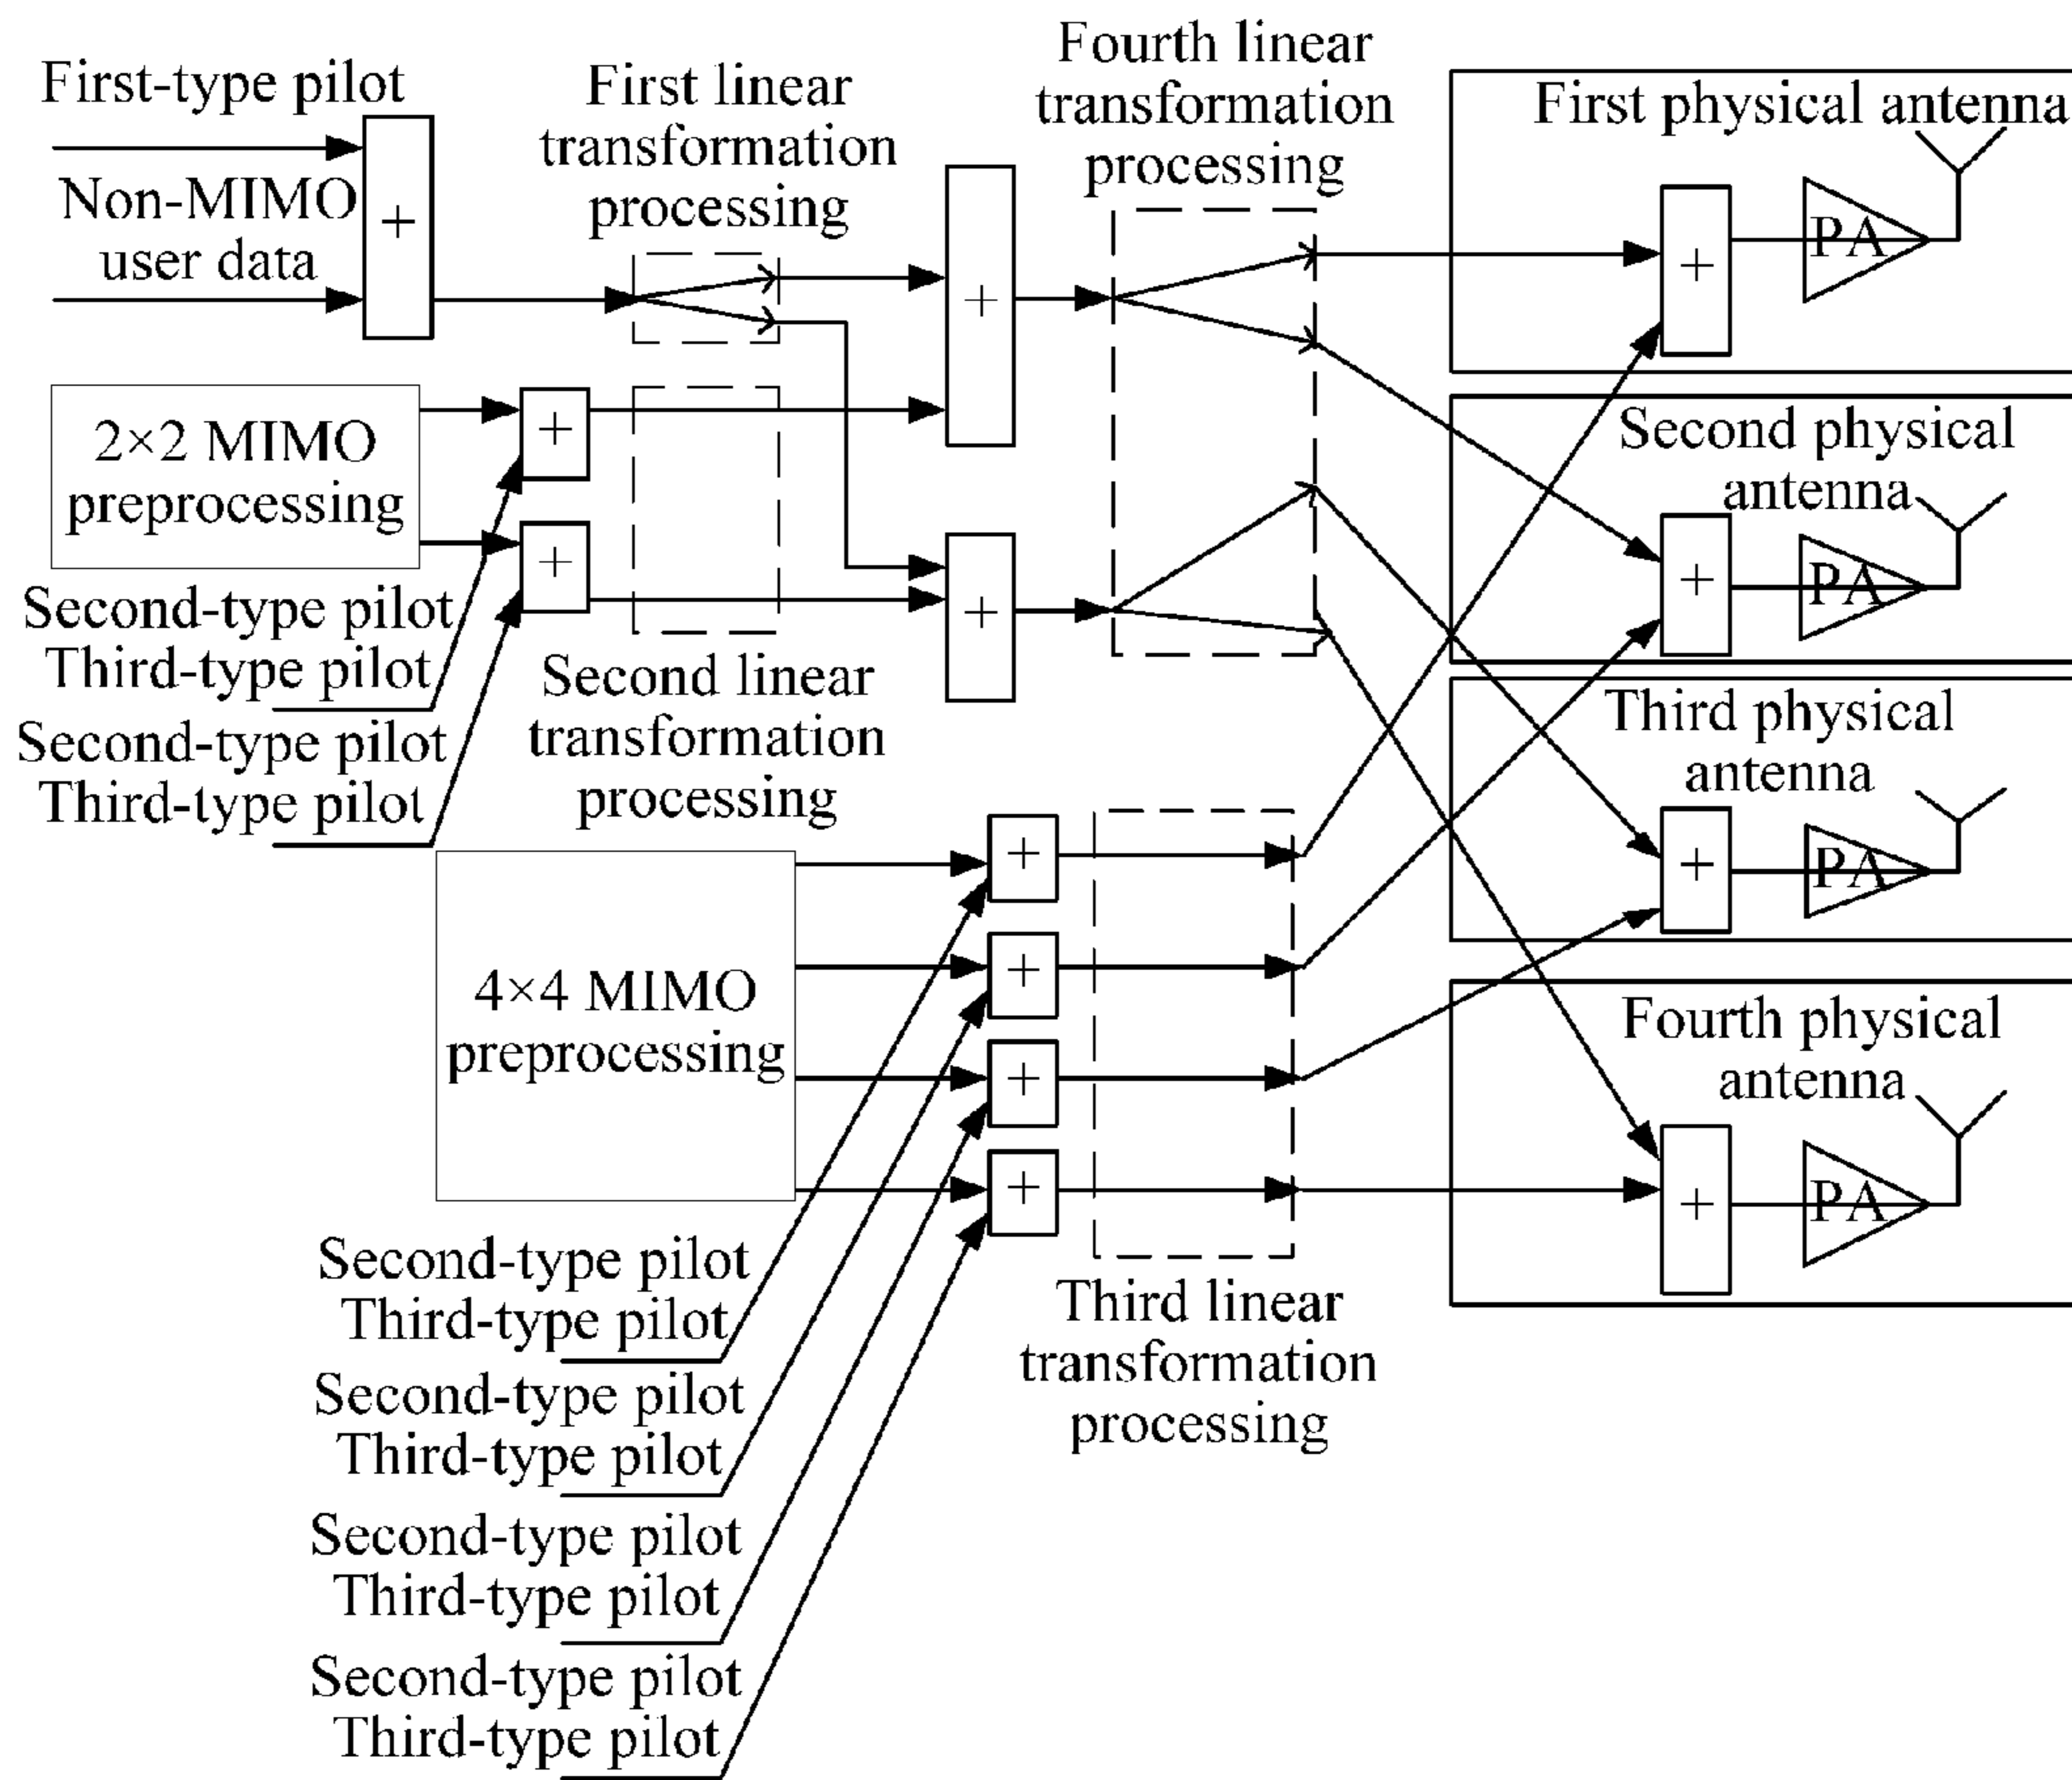 First-type pilot
Non-MIMO
user data
+
First linear
transformation
processing
+
Fourth linear
transformation
processing
First physical antenna
+
PA
2×2 MIMO
preprocessing
+
+
Second-type pilot
Third-type pilot
Second-type pilot
Third-type pilot
Second linear
transformation
processing
+
Second physical
antenna
+
PA
Third physical
antenna
+
PA
4×4 MIMO
preprocessing
+
+
+
+
Fourth physical
antenna
+
PA
Second-type pilot
Third-type pilot
Second-type pilot
Third-type pilot
Second-type pilot
Third-type pilot
Second-type pilot
Third-type pilot
Third linear
transformation
processing